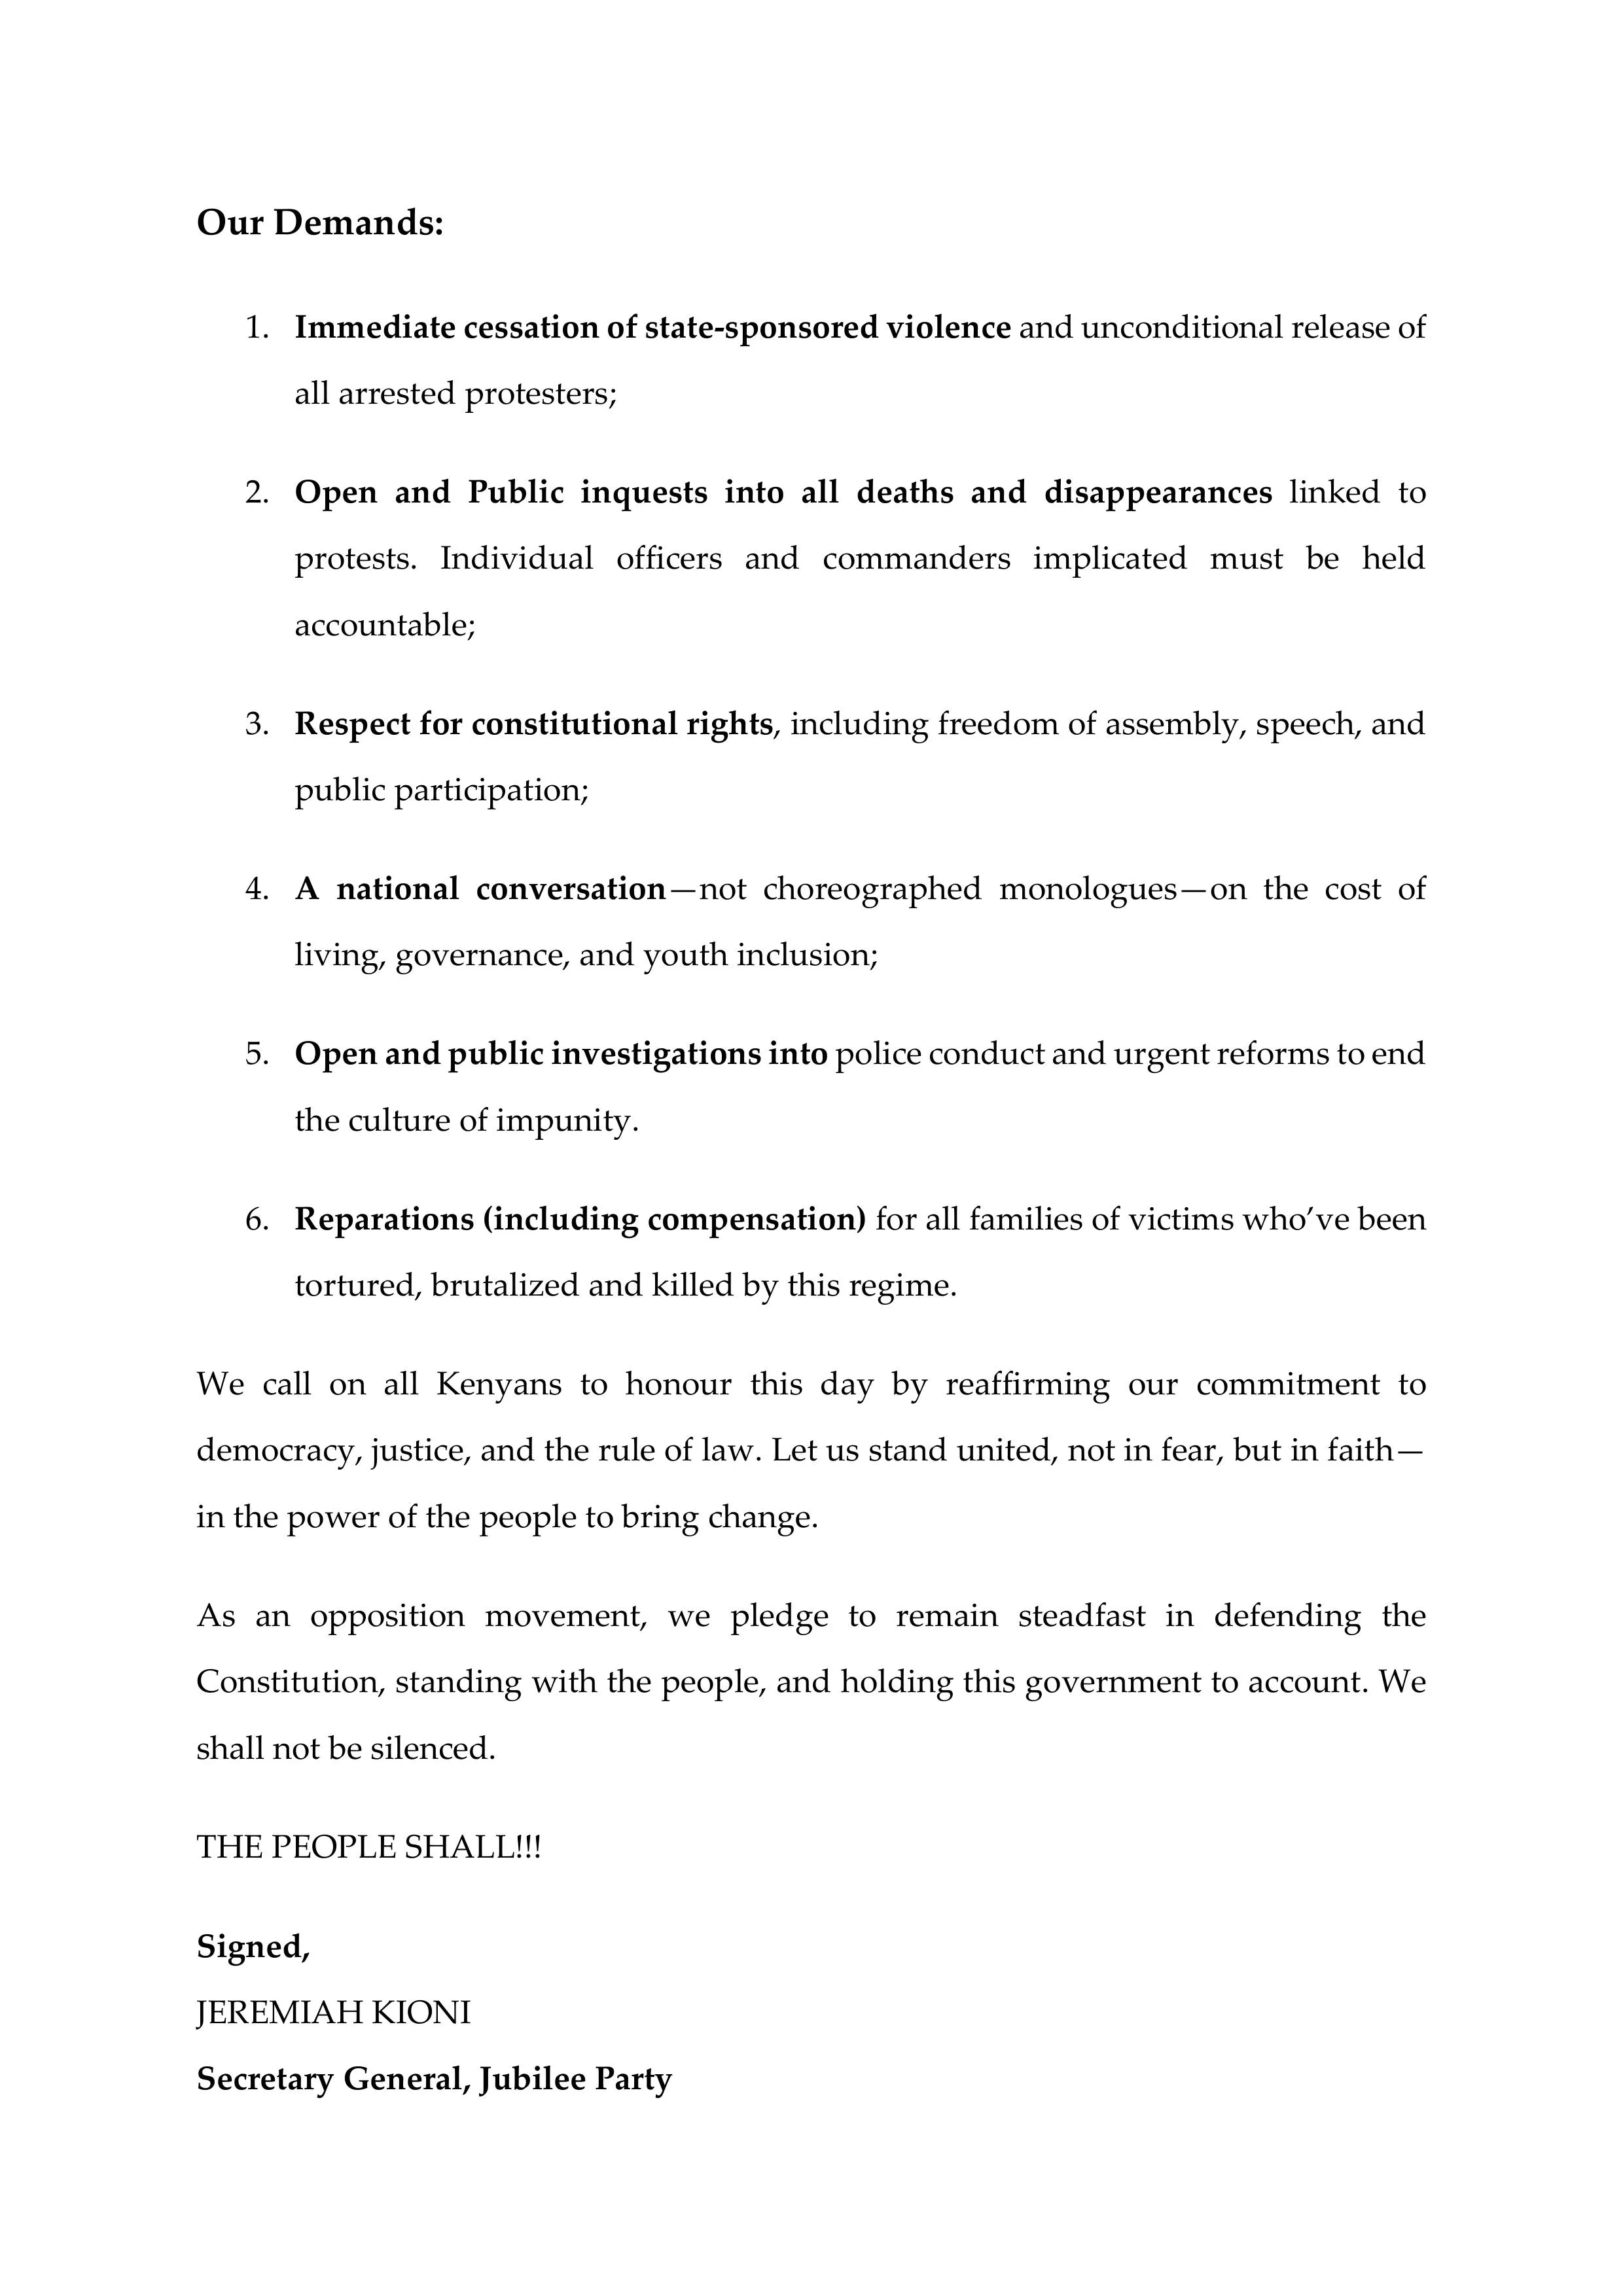 Our Demands:
1. Immediate cessation of state-sponsored violence and unconditional release of
all arrested protesters;
2. Open and Public inquests into all deaths and disappearances linked to
protests. Individual officers and commanders implicated must be held
accountable;
3. Respect for constitutional rights, including freedom of assembly, speech, and
public participation;
4. A national conversation—not choreographed monologues—on the cost of
living, governance, and youth inclusion;
5. Open and public investigations into police conduct and urgent reforms to end
the culture of impunity.
6. Reparations (including compensation) for all families of victims who’ve been
tortured, brutalized and killed by this regime.
We call on all Kenyans to honour this day by reaffirming our commitment to
democracy, justice, and the rule of law. Let us stand united, not in fear, but in faith—
in the power of the people to bring change.
As an opposition movement, we pledge to remain steadfast in defending the
Constitution, standing with the people, and holding this government to account. We
shall not be silenced.
THE PEOPLE SHALL!!!
Signed,
JEREMIAH KIONI
Secretary General, Jubilee Party